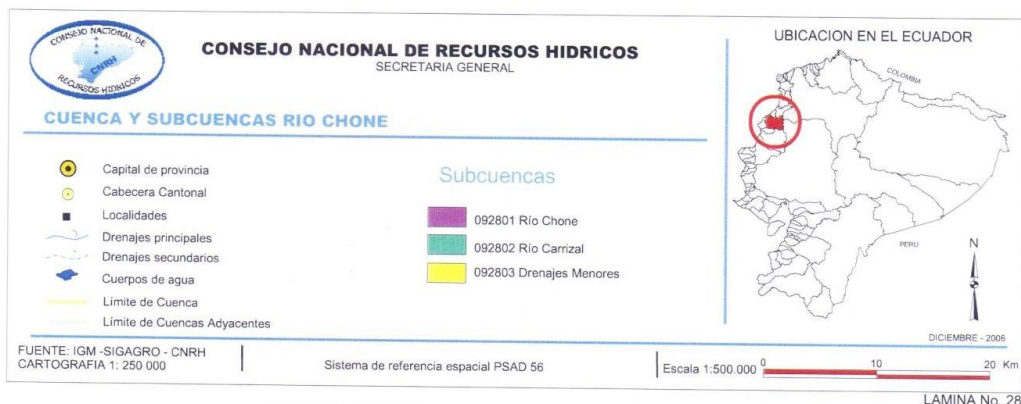 CONSEJO NACIONAL DE
CNRH
RECURSOS HIDRICOS
CONSEJO NACIONAL DE RECURSOS HIDRICOS
SECRETARIA GENERAL
CUENCA Y SUBCUENCAS RIO CHONE
Capital de provincia
Cabecera Cantonal
Localidades
Drenajes principales
Drenajes secundarios
Cuerpos de agua
Límite de Cuenca
Límite de Cuencas Adyacentes
Subcuencas
092801 Río Chone
092802 Río Carrizal
092803 Drenajes Menores
UBICACION EN EL ECUADOR
COLOMBIA
PERU
N
DICIEMBRE - 2006
FUENTE: IGM -SIGAGRO - CNRH
CARTOGRAFIA 1: 250 000
Sistema de referencia espacial PSAD 56
Escala 1:500.000
0 10 20 Km
LAMINA No. 28